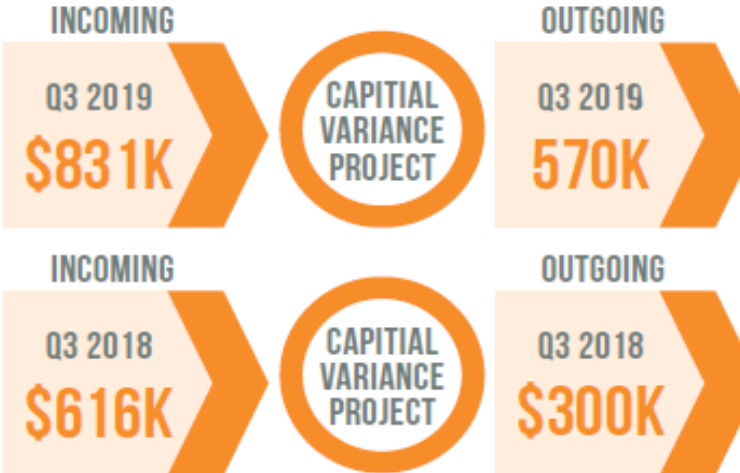 INCOMING
Q3 2019
$831K
CAPITIAL
VARIANCE
PROJECT
OUTGOING
Q3 2019
570K
INCOMING
Q3 2018
$616K
CAPITIAL
VARIANCE
PROJECT
OUTGOING
Q3 2018
$300K